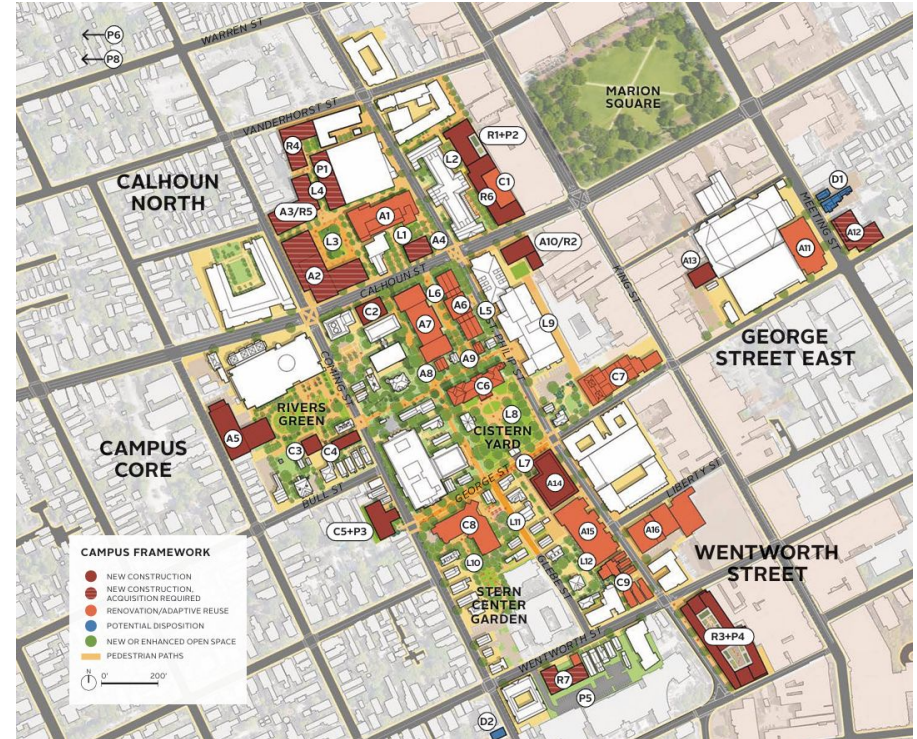 P6
P8
WARREN ST
MARION
SQUARE
VANDERHORST ST
R4
P1
L4
A3/R5
CALHOUN
NORTH
L2
R1+P2
C1
R6
A1
L1
L3
A4
A2
A10/R2
CALHOUN ST
D1
MEETING ST
A12
A11
A13
KING ST
GEORGE
STREET EAST
C2
L6
A6
L5
A7
L9
ST PHILIP ST
COMING ST
A9
A8
C6
C7
RIVERS
GREEN
A5
C3
C4
CAMPUS
CORE
L8
CISTERN
YARD
L7
BULL ST
GEORGE ST
A14
LIBERTY ST
C5+P3
C8
L11
A15
A16
L10
L12
GLEBE ST
C9
WENTWORTH
STREET
STERN
CENTER
GARDEN
WENTWORTH ST
R3+P4
R7
P5
D2
CAMPUS FRAMEWORK
NEW CONSTRUCTION
NEW CONSTRUCTION,
ACQUISITION REQUIRED
RENOVATION/ADAPTIVE REUSE
POTENTIAL DISPOSITION
NEW OR ENHANCED OPEN SPACE
PEDESTRIAN PATHS
N
0'
200'